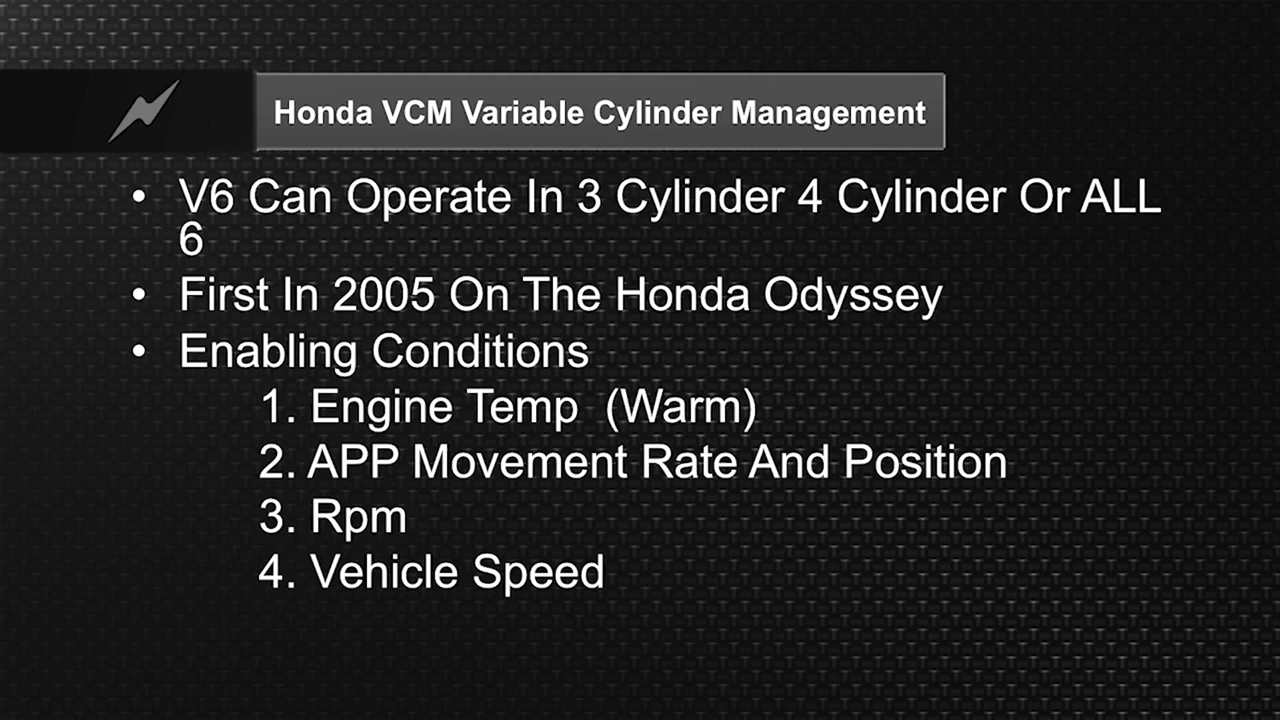 Honda VCM Variable Cylinder Management
• V6 Can Operate In 3 Cylinder 4 Cylinder Or ALL
6
• First In 2005 On The Honda Odyssey
• Enabling Conditions
1. Engine Temp (Warm)
2. APP Movement Rate And Position
3. Rpm
4. Vehicle Speed